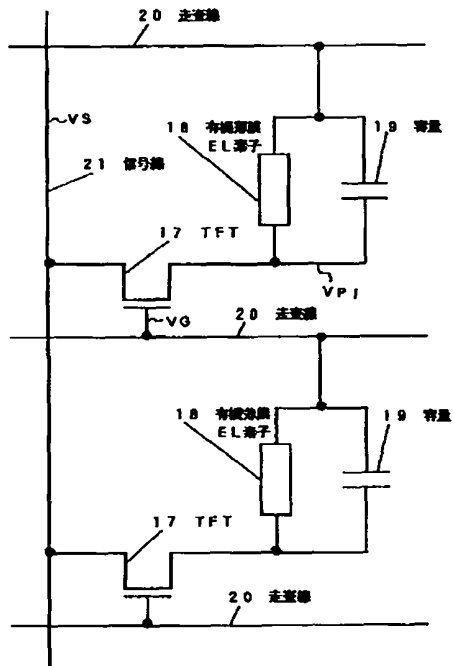 20 走査線
VS
18 有機薄膜
EL素子
19 容量
21 信号線
17 TFT
VPI
VG
20 走査線
18 有機薄膜
EL素子
19 容量
17 TFT
20 走査線